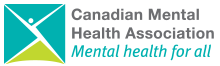 Canadian Mental
Health Association
Mental health for all